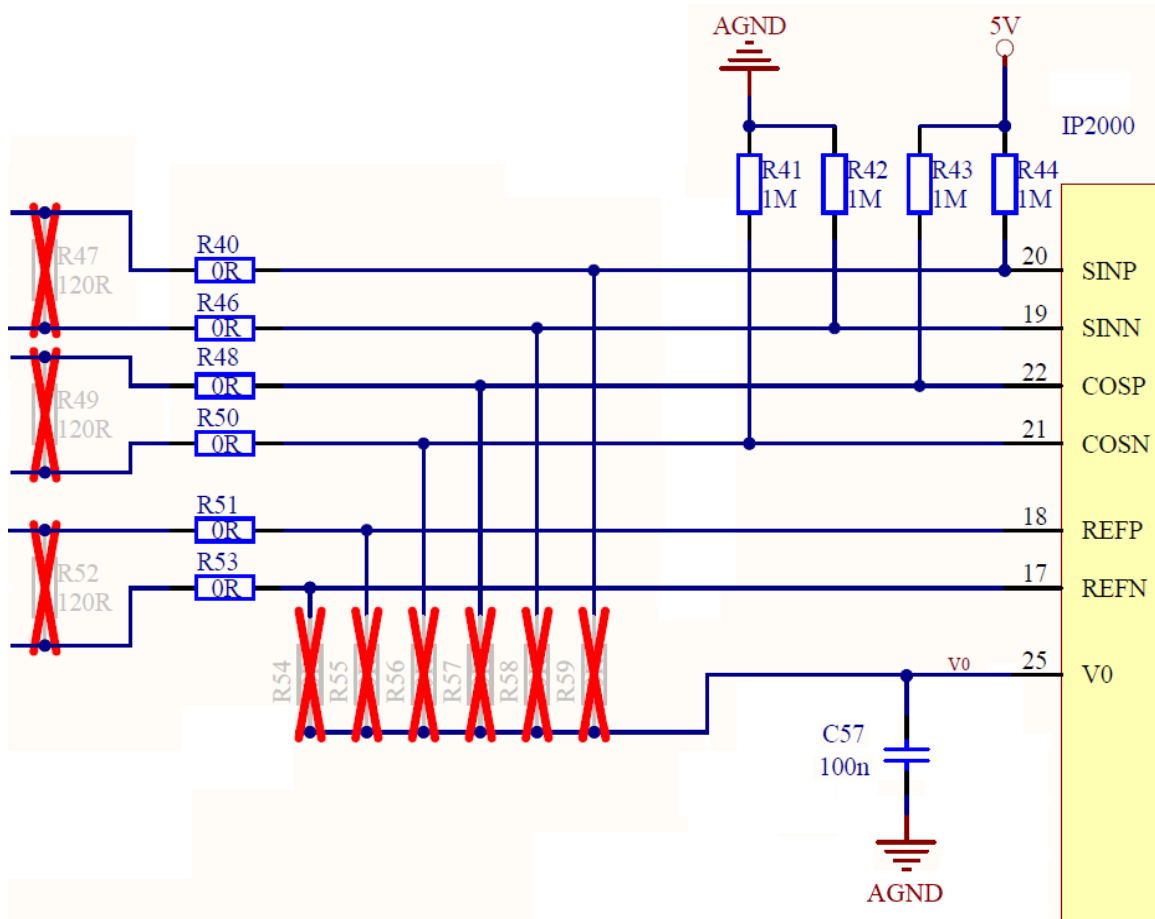 AGND
5V
IP2000
R41
1M
R42
1M
R43
1M
R44
1M
R47
120R
R40
0R
20
SINP
R46
0R
19
SINN
R48
0R
22
COSP
R49
120R
R50
0R
21
COSN
R51
0R
18
REFP
R52
120R
R53
0R
17
REFN
R54
R55
R56
R57
R58
R59
V0
25
V0
C57
100n
AGND